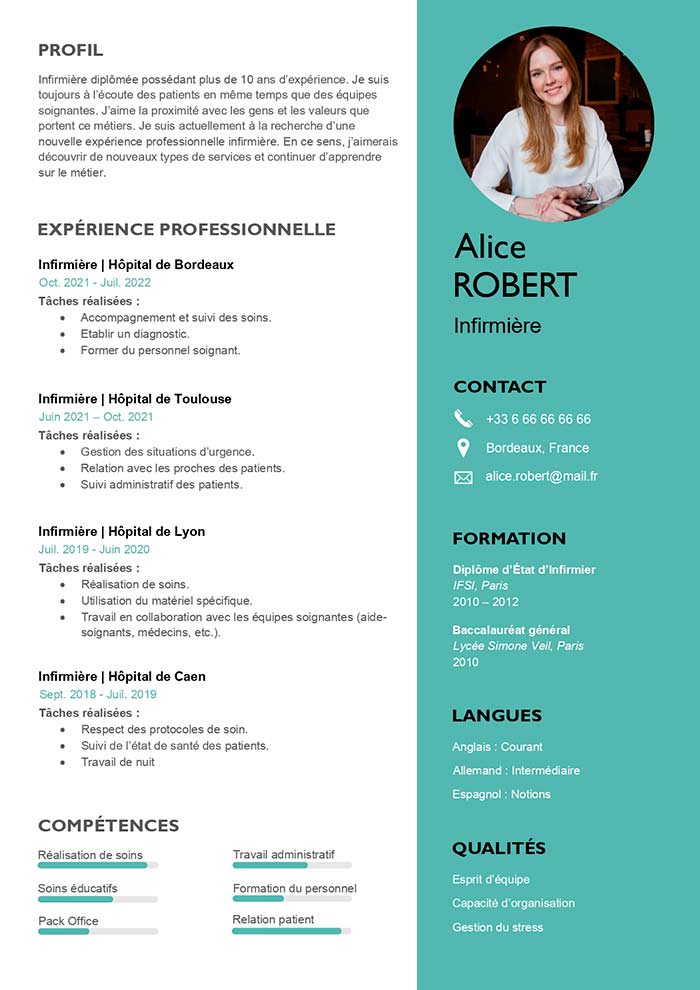 PROFIL
Infirmière diplômée possédant plus de 10 ans d’expérience. Je suis
toujours à l’écoute des patients en même temps que des équipes
soignantes. J’aime la proximité avec les gens et les valeurs que
portent ce métiers. Je suis actuellement à la recherche d’une
nouvelle expérience professionnelle infirmière. En ce sens, j’aimerais
découvrir de nouveaux types de services et continuer d’apprendre
sur le métier.
EXPÉRIENCE PROFESSIONNELLE
Infirmière | Hôpital de Bordeaux
Oct. 2021 - Juil. 2022
Tâches réalisées :
• Accompagnement et suivi des soins.
• Etablir un diagnostic.
• Former du personnel soignant.
Infirmière | Hôpital de Toulouse
Juin 2021 – Oct. 2021
Tâches réalisées :
• Gestion des situations d’urgence.
• Relation avec les proches des patients.
• Suivi administratif des patients.
Infirmière | Hôpital de Lyon
Juil. 2019 - Juin 2020
Tâches réalisées :
• Réalisation de soins.
• Utilisation du matériel spécifique.
• Travail en collaboration avec les équipes soignantes (aide-
soignants, médecins, etc.).
Infirmière | Hôpital de Caen
Sept. 2018 - Juil. 2019
Tâches réalisées :
• Respect des protocoles de soin.
• Suivi de l’état de santé des patients.
• Travail de nuit
COMPÉTENCES
Réalisation de soins
Soins éducatifs
Pack Office
Travail administratif
Formation du personnel
Relation patient
Alice
ROBERT
Infirmière
CONTACT
+33 6 66 66 66 66
Bordeaux, France
alice.robert@mail.fr
FORMATION
Diplôme d’État d’Infirmier
IFSI, Paris
2010 – 2012
Baccalauréat général
Lycée Simone Veil, Paris
2010
LANGUES
Anglais : Courant
Allemand : Intermédiaire
Espagnol : Notions
QUALITÉS
Esprit d’équipe
Capacité d’organisation
Gestion du stress